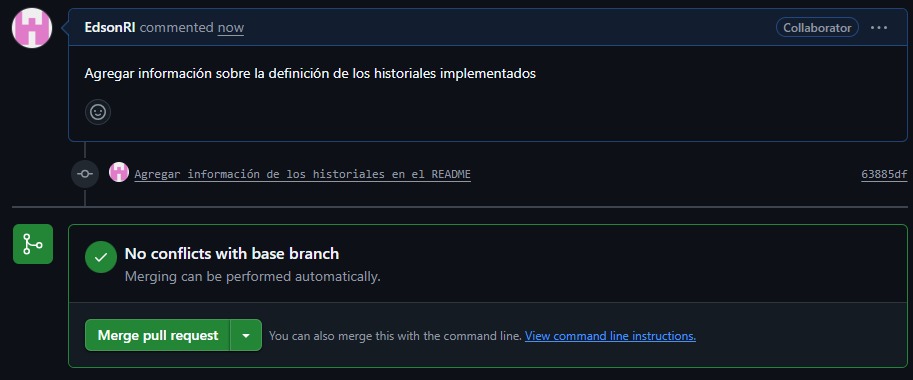 EdsonRI commented now
Collaborator
Agregar información sobre la definición de los historiales implementados
Agregar información de los historiales en el README
63885df
No conflicts with base branch
Merging can be performed automatically.
Merge pull request
You can also merge this with the command line. View command line instructions.